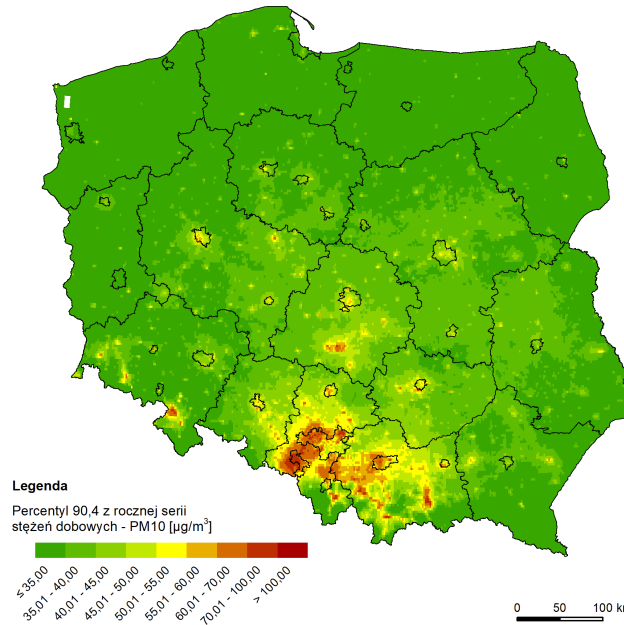 Legenda
Percentyl 90,4 z rocznej serii
stężeń dobowych - PM10 [µg/m³]
≤ 35,00
35,01 - 40,00
40,01 - 45,00
45,01 - 50,00
50,01 - 55,00
55,01 - 60,00
60,01 - 70,00
70,01 - 100,00
> 100,00
0 50 100 km